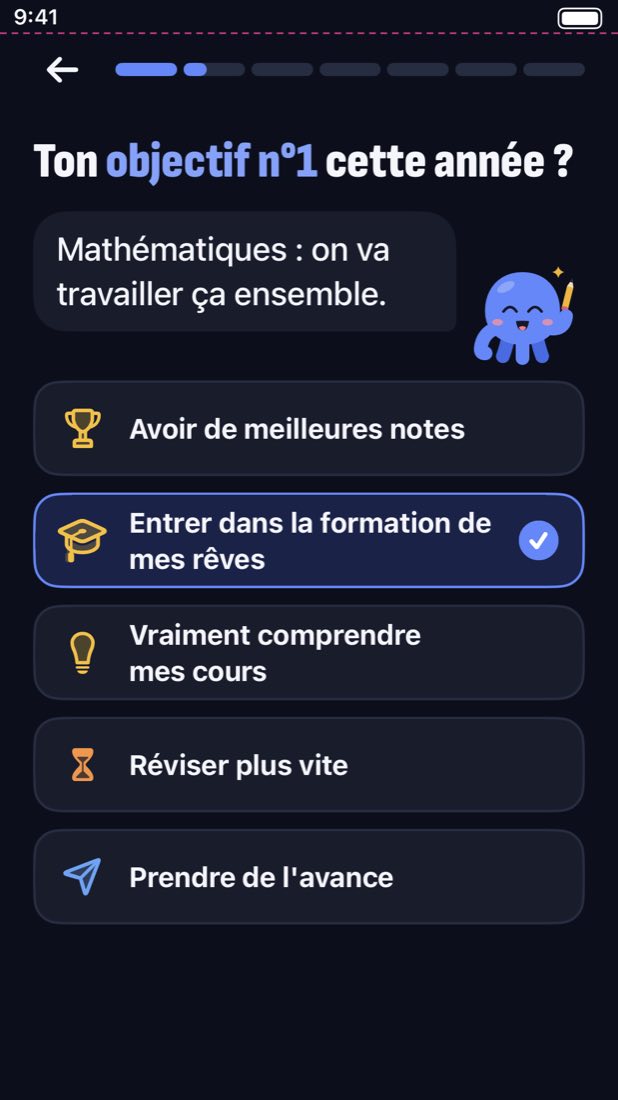 9:41
Ton objectif n°1 cette année ?
Mathématiques : on va
travailler ça ensemble.
Avoir de meilleures notes
Entrer dans la formation de
mes rêves
Vraiment comprendre
mes cours
Réviser plus vite
Prendre de l'avance